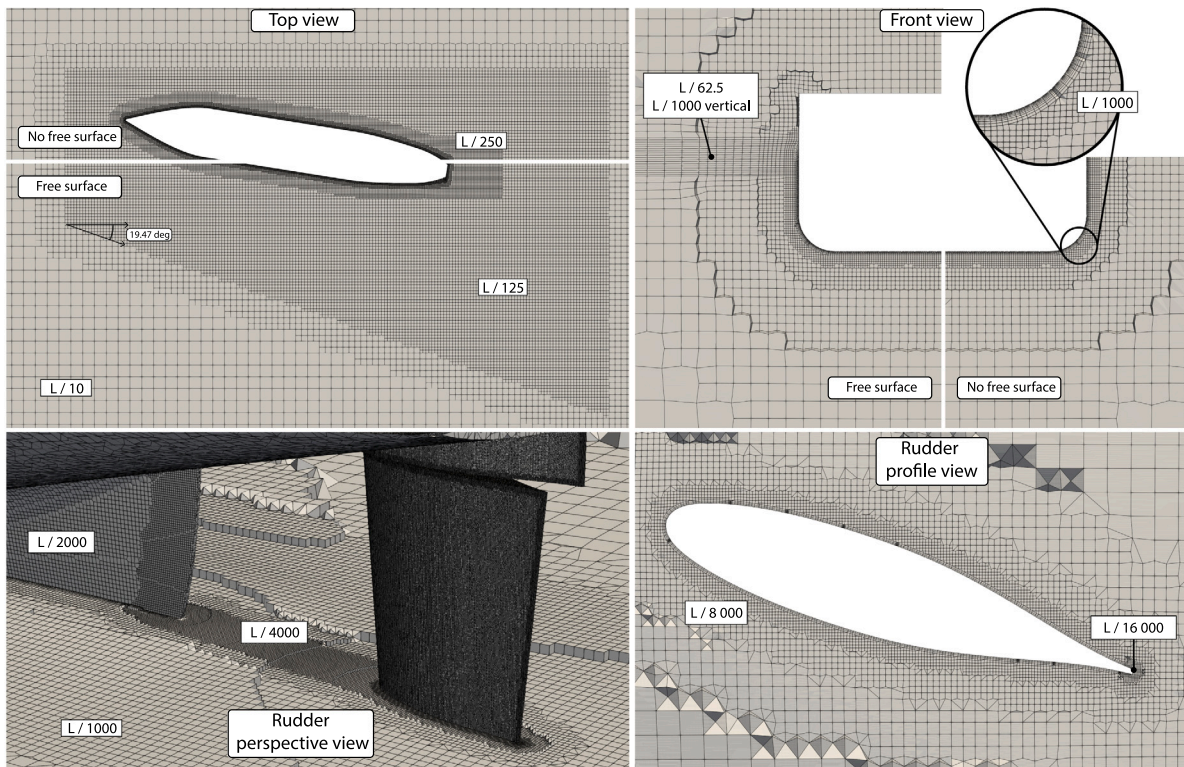 Top view
No free surface
L / 250
Free surface
19.47 deg
L / 125
L / 10
Front view
L / 62.5
L / 1000 vertical
L / 1000
Free surface
No free surface
L / 2000
L / 4000
L / 1000
Rudder
perspective view
Rudder
profile view
L / 8 000
L / 16 000